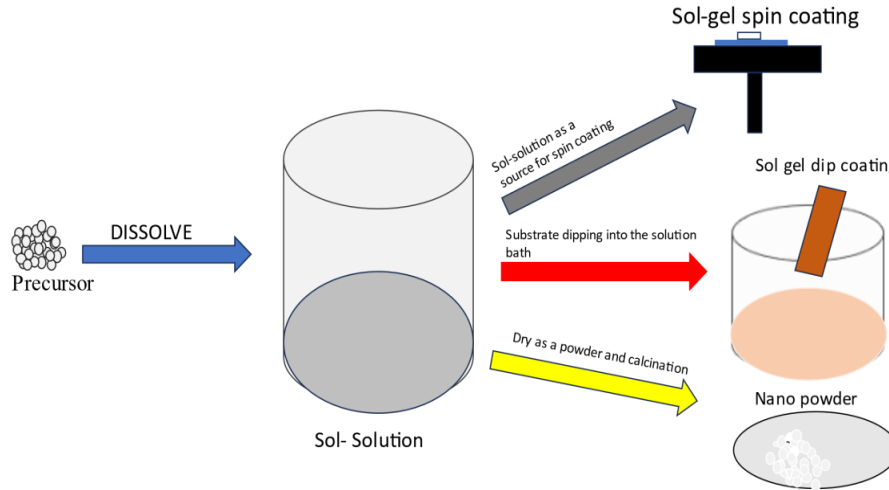 Sol-gel spin coating
Sol-solution as a
source for spin coating
Sol gel dip coating
DISSOLVE
Substrate dipping into the solution
bath
Precursor
Dry as a powder and calcination
Nano powder
Sol- Solution